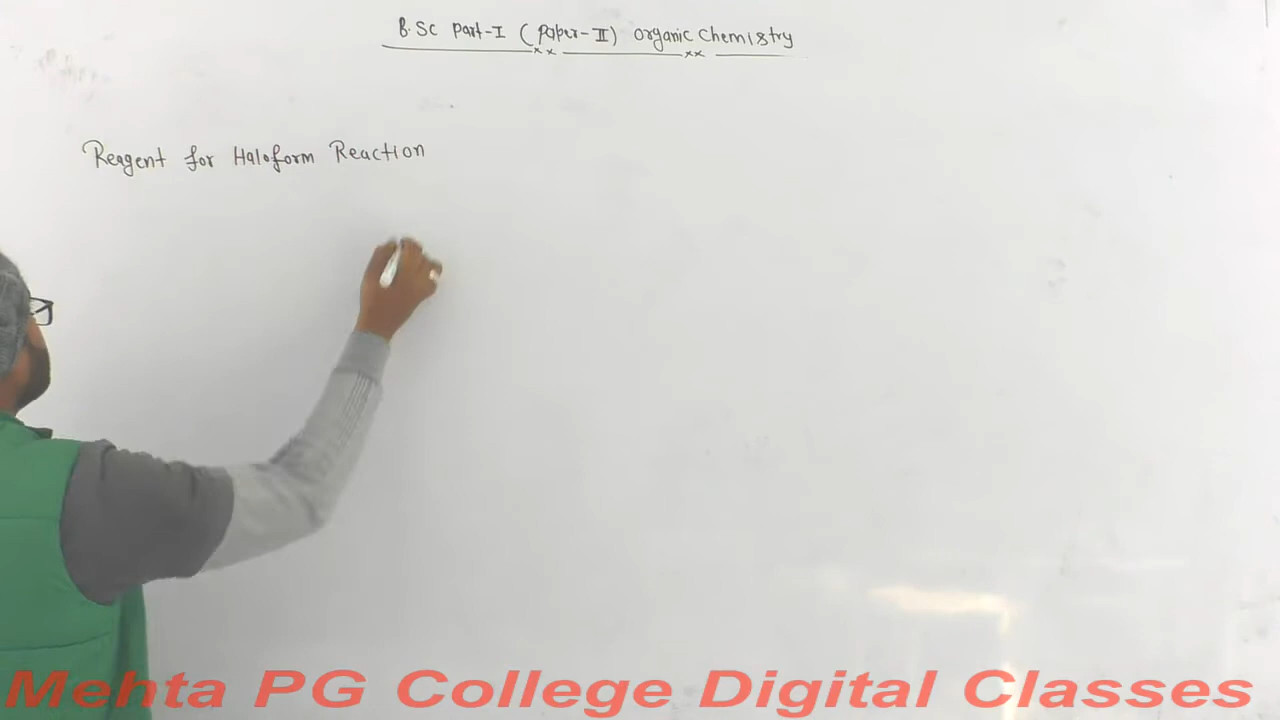 B.Sc Part-I (Paper-II) Organic Chemistry
Reagent for Haloform Reaction
Mehta PG College Digital Classes